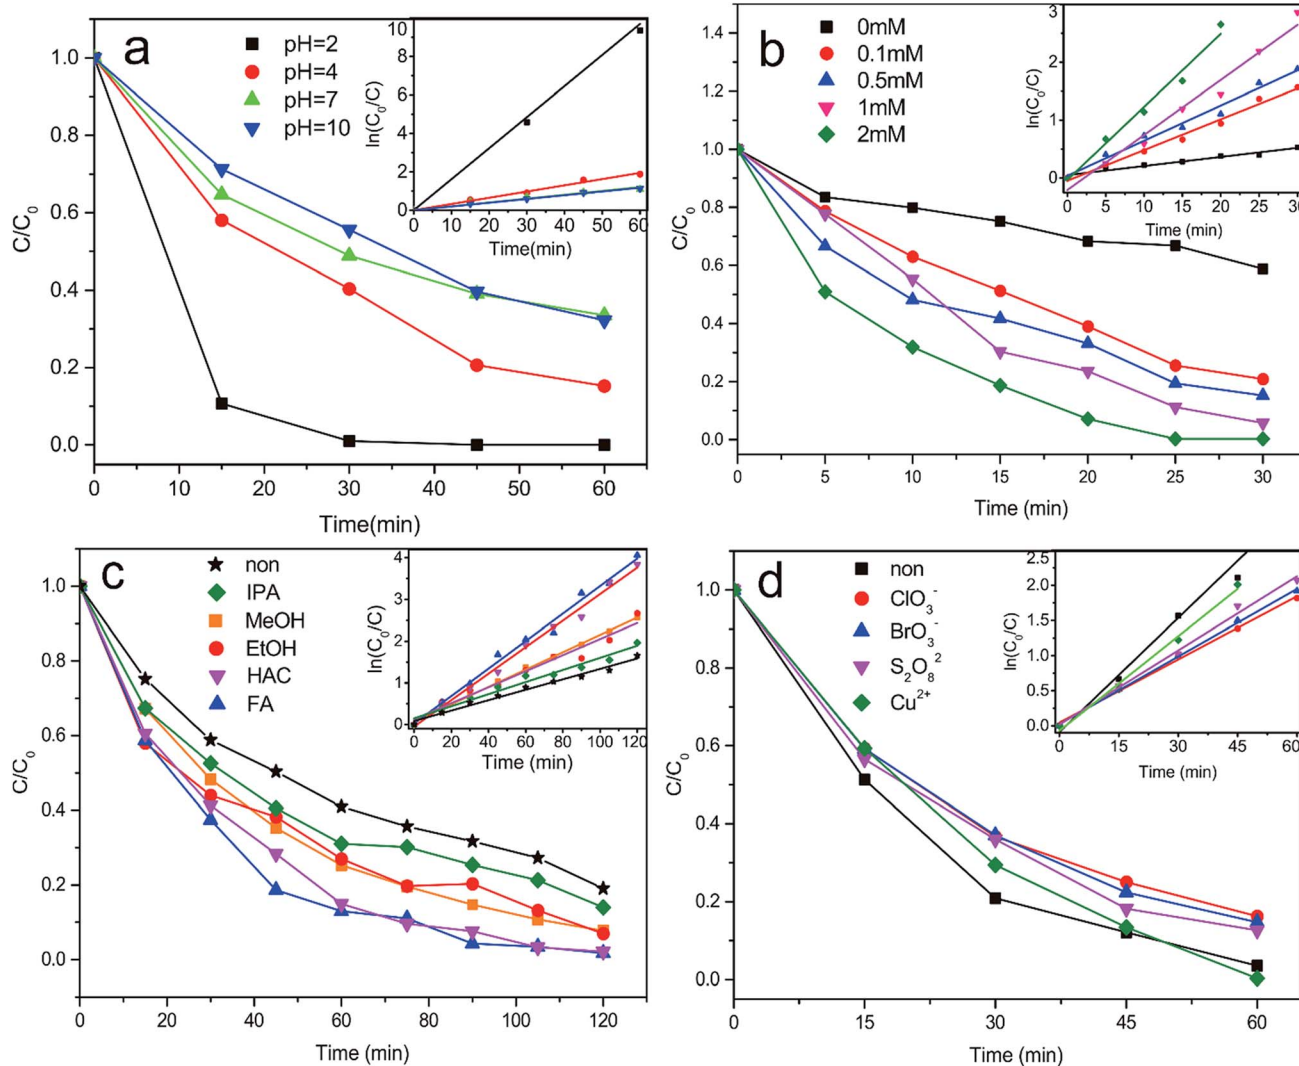 a
pH=2
pH=4
pH=7
pH=10
C/C0
1.0
0.8
0.6
0.4
0.2
0.0
0 10 20 30 40 50 60
Time(min)
ln(C0/C)
10
8
6
4
2
0
0 10 20 30 40 50 60
Time(min)
b
0mM
0.1mM
0.5mM
1mM
2mM
C/C0
1.4
1.2
1.0
0.8
0.6
0.4
0.2
0.0
0 5 10 15 20 25 30
Time (min)
ln(C0/C)
3
2
1
0
0 5 10 15 20 25 30
Time (min)
c
non
IPA
MeOH
EtOH
HAC
FA
C/C0
1.0
0.8
0.6
0.4
0.2
0.0
0 20 40 60 80 100 120
Time (min)
ln(C0/C)
4
3
2
1
0
0 15 30 45 60 75 90 105 120
Time (min)
d
non
ClO3-
BrO3-
S2O8 2
Cu2+
C/C0
1.0
0.8
0.6
0.4
0.2
0.0
0 15 30 45 60
Time (min)
ln(C0/C)
2.5
2.0
1.5
1.0
0.5
0.0
0 15 30 45 60
Time (min)